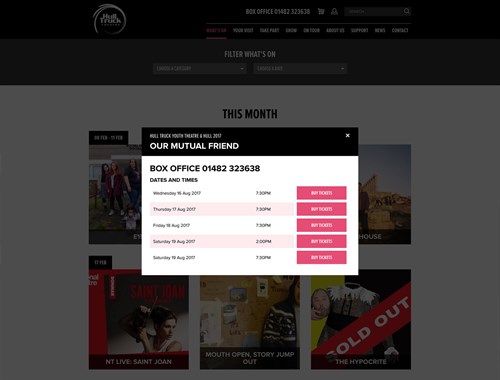 Hull
Truck
THEATRE
BOX OFFICE 01482 323638
WHAT'S ON
YOUR VISIT
TAKE PART
GROW
ON TOUR
ABOUT US
SUPPORT
NEWS
CONTACT
FILTER WHAT'S ON
CHOOSE A CATEGORY
CHOOSE A DATE
THIS MONTH
HULL TRUCK YOUTH THEATRE & HULL 2017
OUR MUTUAL FRIEND
BOX OFFICE 01482 323638
DATES AND TIMES
Wednesday 16 Aug 2017 7:30PM BUY TICKETS
Thursday 17 Aug 2017 7:30PM BUY TICKETS
Friday 18 Aug 2017 7:30PM BUY TICKETS
Saturday 19 Aug 2017 2:00PM BUY TICKETS
Saturday 19 Aug 2017 7:30PM BUY TICKETS
09 FEB - 11 FEB
HOUSE
17 FEB
SAINT JOAN
NT LIVE: SAINT JOAN
MOUTH OPEN, STORY JUMP
OUT
SOLD OUT
THE HYPOCRITE